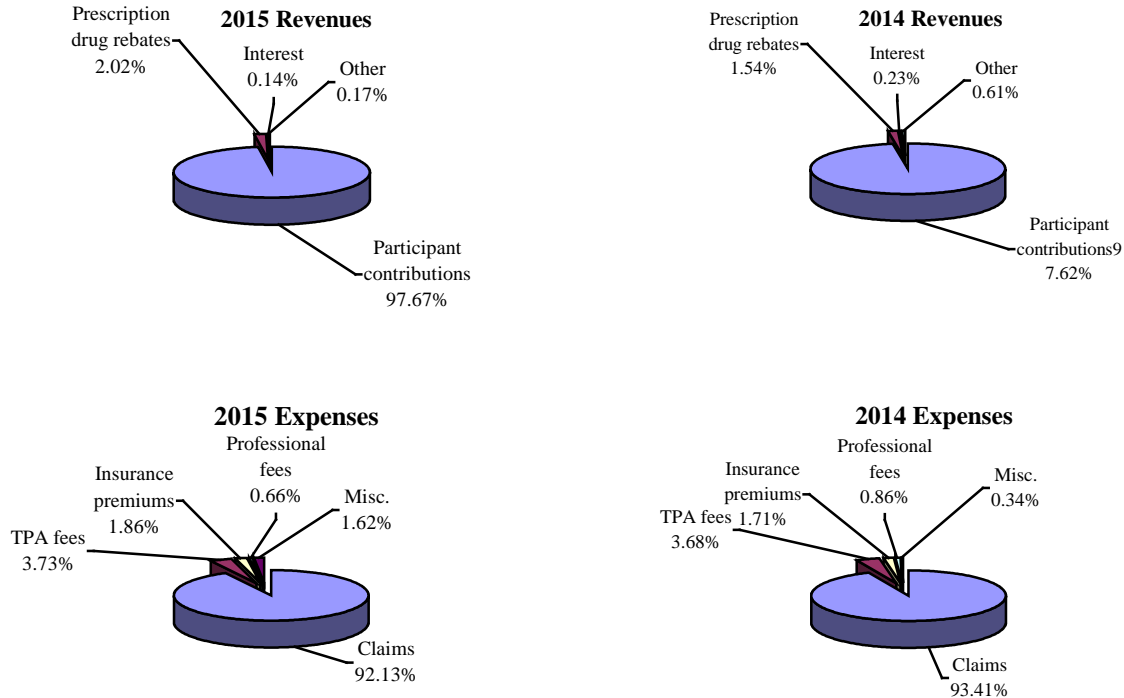 2015 Revenues
Prescription
drug rebates
2.02%
Interest
0.14%
Other
0.17%
Participant
contributions
97.67%
2014 Revenues
Prescription
drug rebates
1.54%
Interest
0.23%
Other
0.61%
Participant
contributions9
7.62%
2015 Expenses
Professional
fees
0.66%
Insurance
premiums
1.86%
Misc.
1.62%
TPA fees
3.73%
Claims
92.13%
2014 Expenses
Professional
fees
0.86%
Insurance
premiums
1.71%
Misc.
0.34%
TPA fees
3.68%
Claims
93.41%